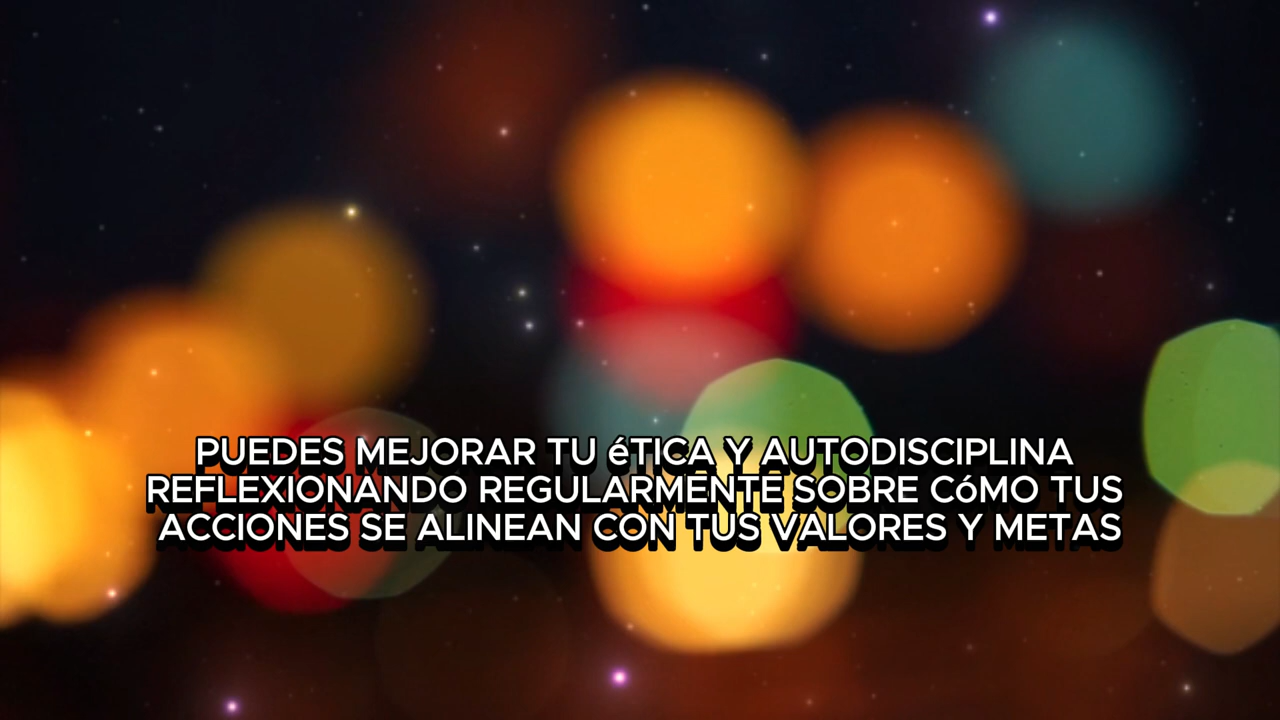 PUEDES MEJORAR TU éTICA Y AUTODISCIPLINA
REFLEXIONANDO REGULARMENTE SOBRE CóMO TUS
ACCIONES SE ALINEAN CON TUS VALORES Y METAS